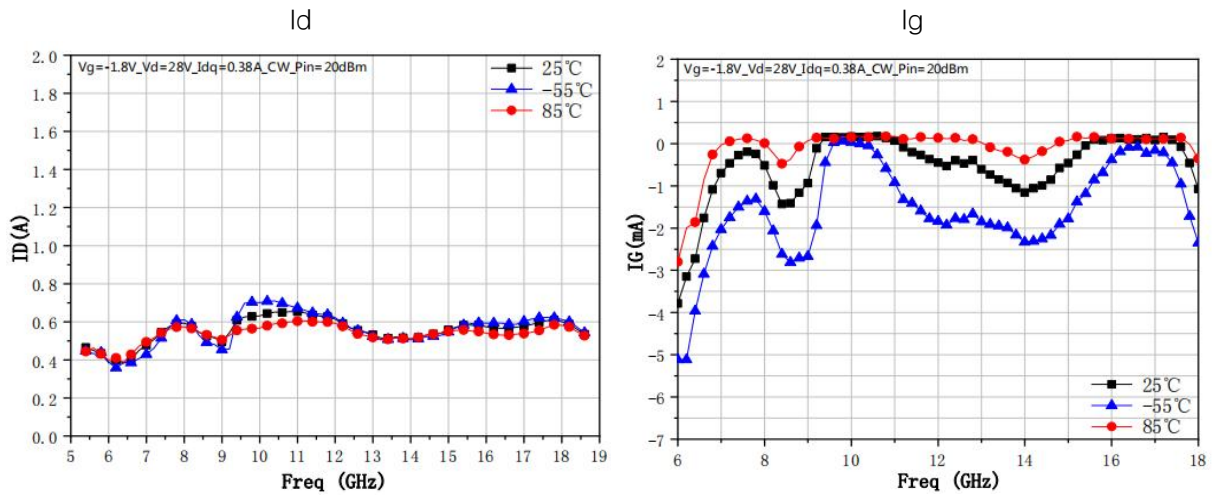 Id
Vg=-1.8V_Vd=28V_Idq=0.38A_CW_Pin=20dBm
25℃
-55℃
85℃
ID(A)
2.0
1.8
1.6
1.4
1.2
1.0
0.8
0.6
0.4
0.2
0.0
5 6 7 8 9 10 11 12 13 14 15 16 17 18 19
Freq (GHz)
Ig
Vg=-1.8V_Vd=28V_Idq=0.38A_CW_Pin=20dBm
IG(mA)
2
1
0
-1
-2
-3
-4
-5
-6
-7
25℃
-55℃
85℃
6 8 10 12 14 16 18
Freq (GHz)